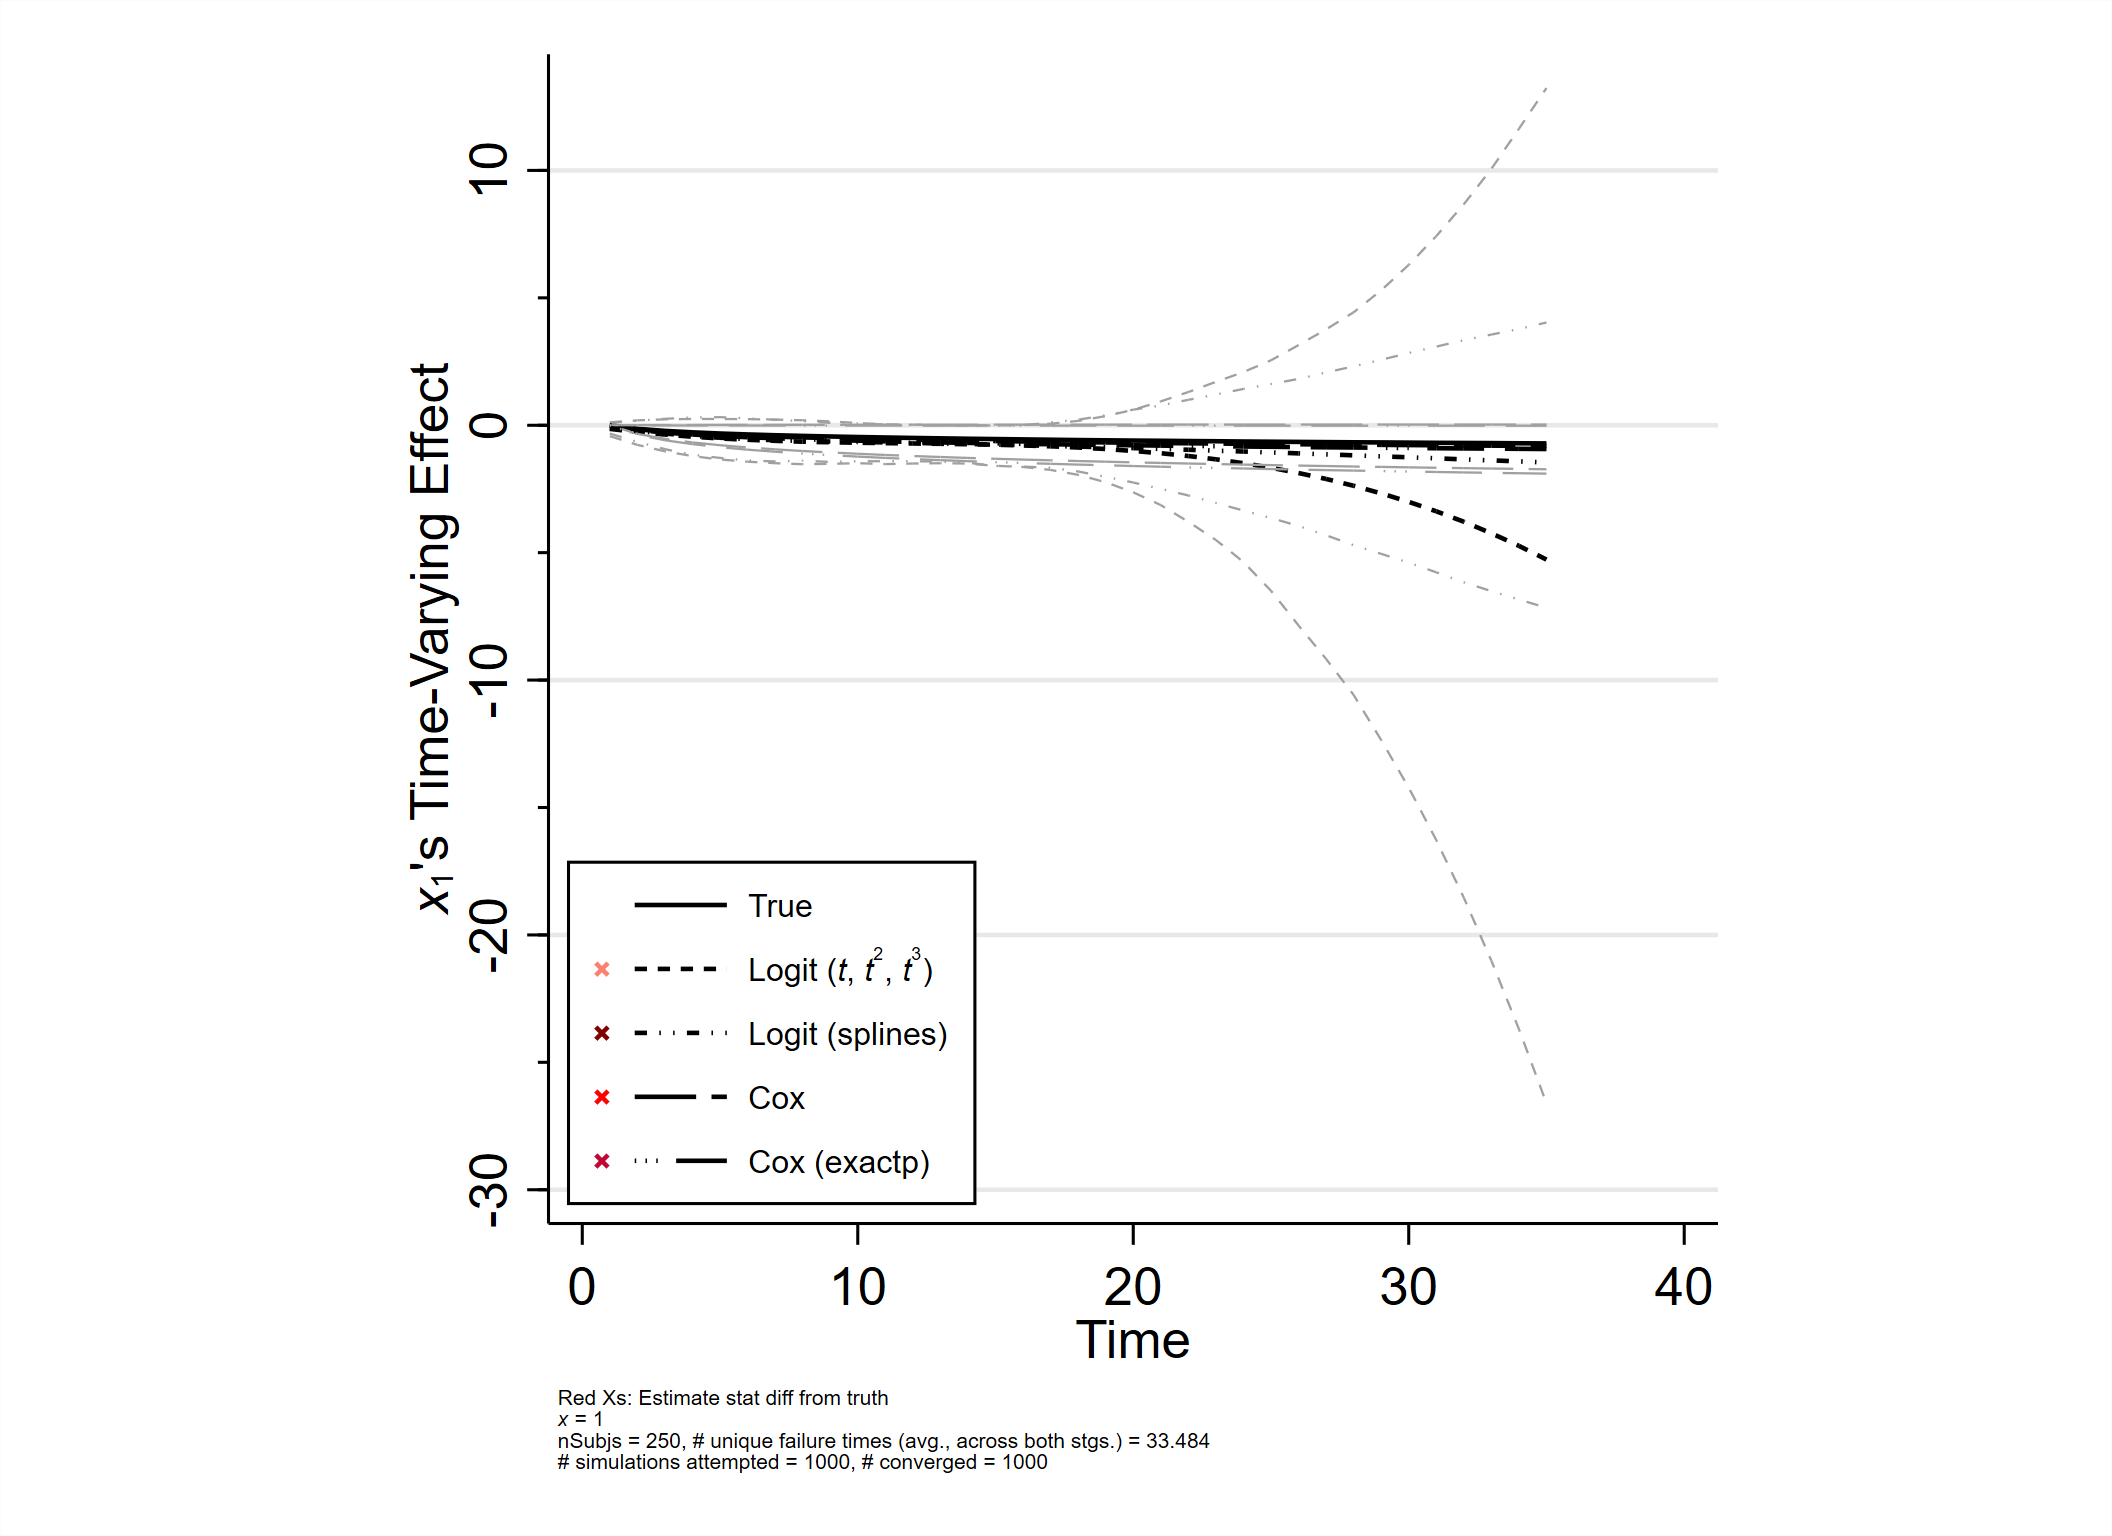 10
0
-10
-20
-30
x₁'s Time-Varying Effect
True
Logit (t, t², t³)
Logit (splines)
Cox
Cox (exactp)
0 10 20 30 40
Time
Red Xs: Estimate stat diff from truth
x = 1
nSubjs = 250, # unique failure times (avg., across both stgs.) = 33.484
# simulations attempted = 1000, # converged = 1000